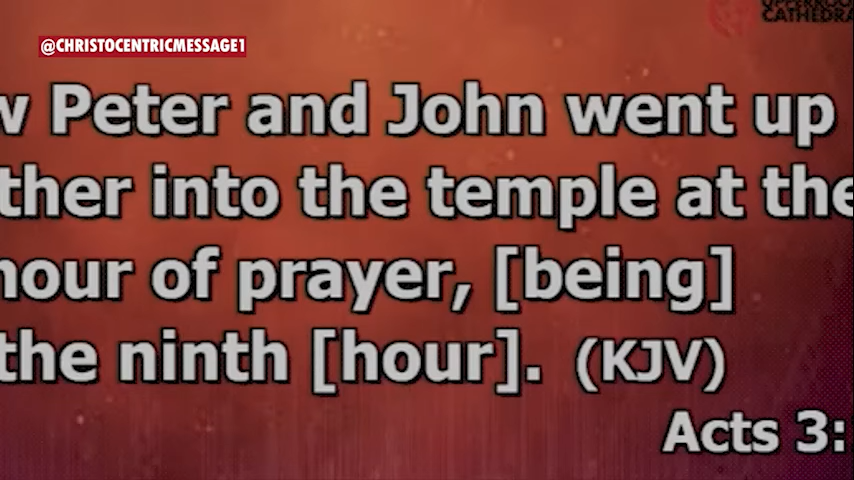 UPPERROO
CATHEDRA
@CHRISTOCENTRICMESSAGE1
w Peter and John went up
ther into the temple at the
hour of prayer, [being]
the ninth [hour]. (KJV)
Acts 3: